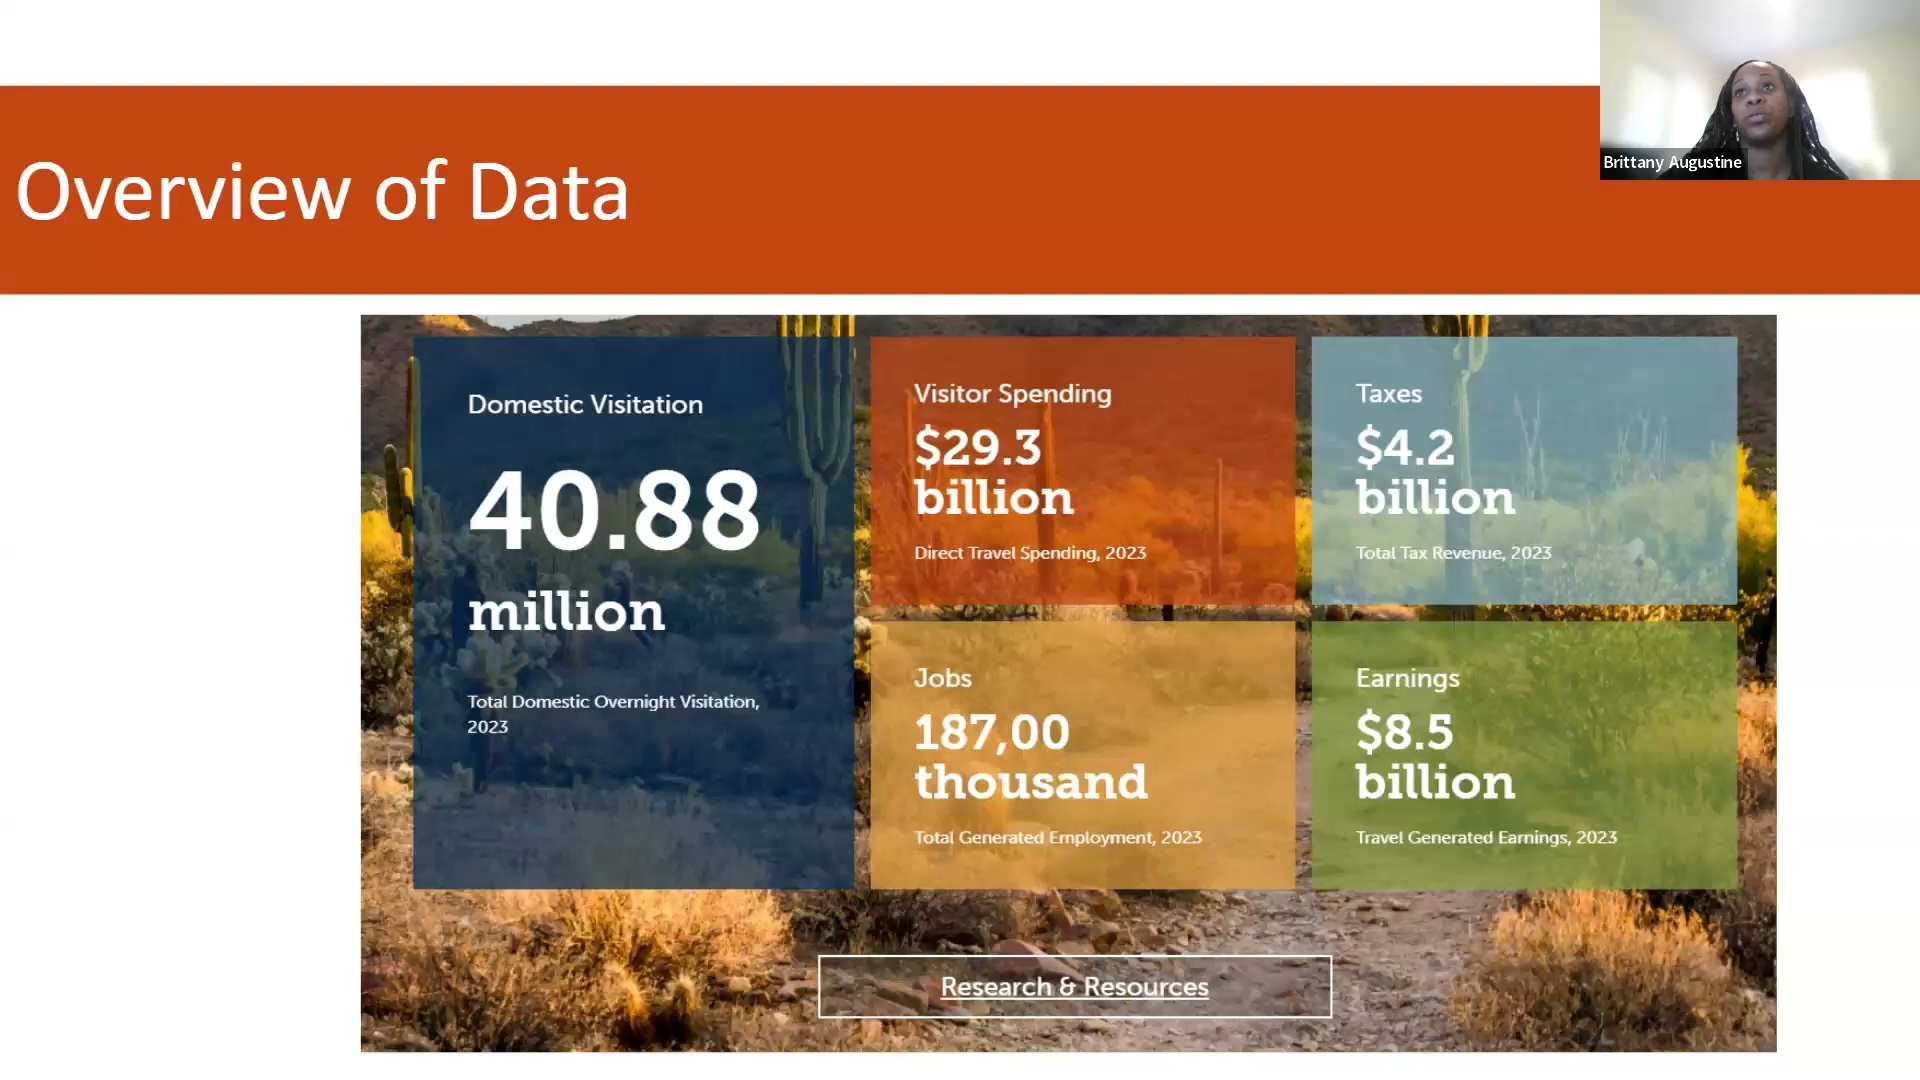 Overview of Data
Brittany Augustine
Domestic Visitation
40.88
million
Total Domestic Overnight Visitation,
2023
Visitor Spending
$29.3
billion
Direct Travel Spending, 2023
Taxes
$4.2
billion
Total Tax Revenue, 2023
Jobs
187,00
thousand
Total Generated Employment, 2023
Earnings
$8.5
billion
Travel Generated Earnings, 2023
Research & Resources